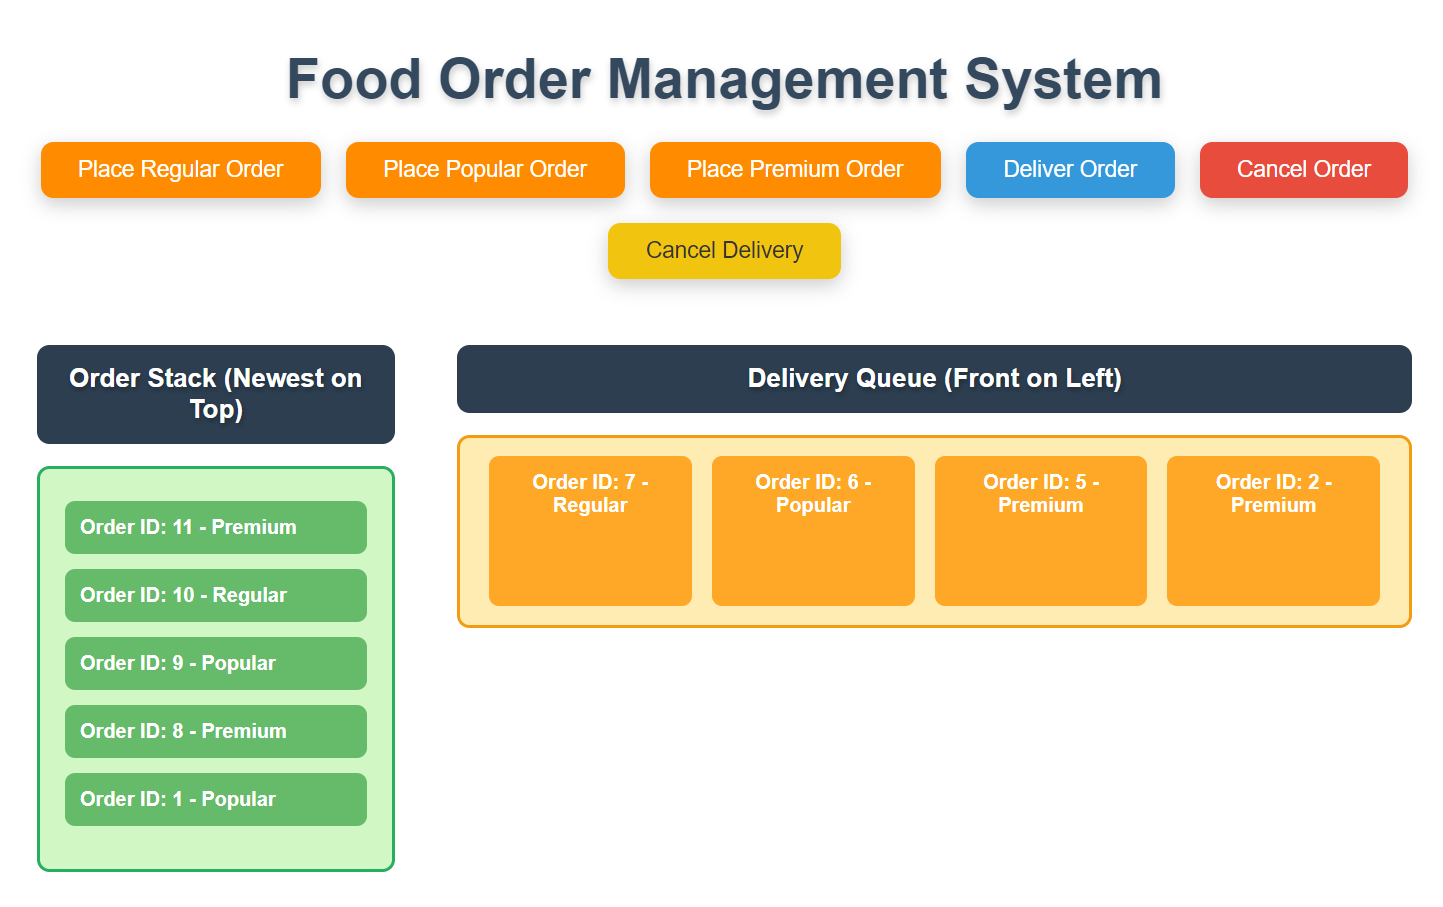 Food Order Management System
Place Regular Order
Place Popular Order
Place Premium Order
Deliver Order
Cancel Order
Cancel Delivery
Order Stack (Newest on
Top)
Order ID: 11 - Premium
Order ID: 10 - Regular
Order ID: 9 - Popular
Order ID: 8 - Premium
Order ID: 1 - Popular
Delivery Queue (Front on Left)
Order ID: 7 -
Regular
Order ID: 6 -
Popular
Order ID: 5 -
Premium
Order ID: 2 -
Premium